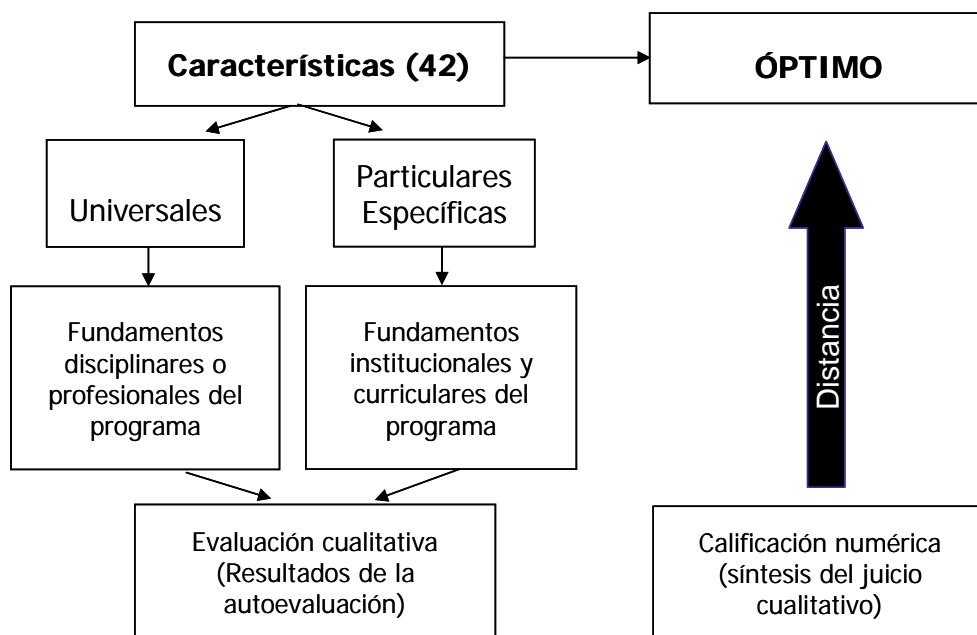 Características (42)
ÓPTIMO
Universales
Particulares
Específicas
Fundamentos
disciplinares o
profesionales del
programa
Fundamentos
institucionales y
curriculares del
programa
Distancia
Evaluación cualitativa
(Resultados de la
autoevaluación)
Calificación numérica
(síntesis del juicio
cualitativo)